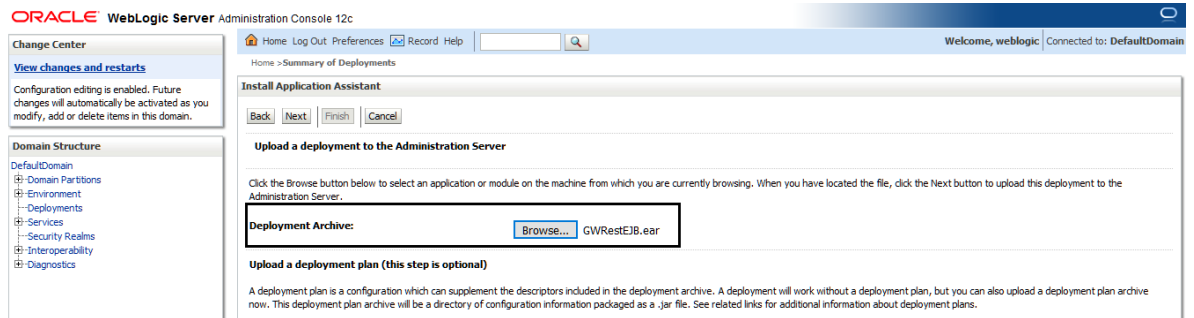 ORACLE WebLogic Server Administration Console 12c
Change Center
View changes and restarts
Configuration editing is enabled. Future
changes will automatically be activated as you
modify, add or delete items in this domain.
Domain Structure
DefaultDomain
Domain Partitions
Environment
Deployments
Services
Security Realms
Interoperability
Diagnostics
Home Log Out Preferences Record Help
Welcome, weblogic Connected to: DefaultDomain
Home >Summary of Deployments
Install Application Assistant
Back Next Finish Cancel
Upload a deployment to the Administration Server
Click the Browse button below to select an application or module on the machine from which you are currently browsing. When you have located the file, click the Next button to upload this deployment to the
Administration Server.
Deployment Archive: Browse... GWRestEJB.ear
Upload a deployment plan (this step is optional)
A deployment plan is a configuration which can supplement the descriptors included in the deployment archive. A deployment will work without a deployment plan, but you can also upload a deployment plan archive
now. This deployment plan archive will be a directory of configuration information packaged as a .jar file. See related links for additional information about deployment plans.